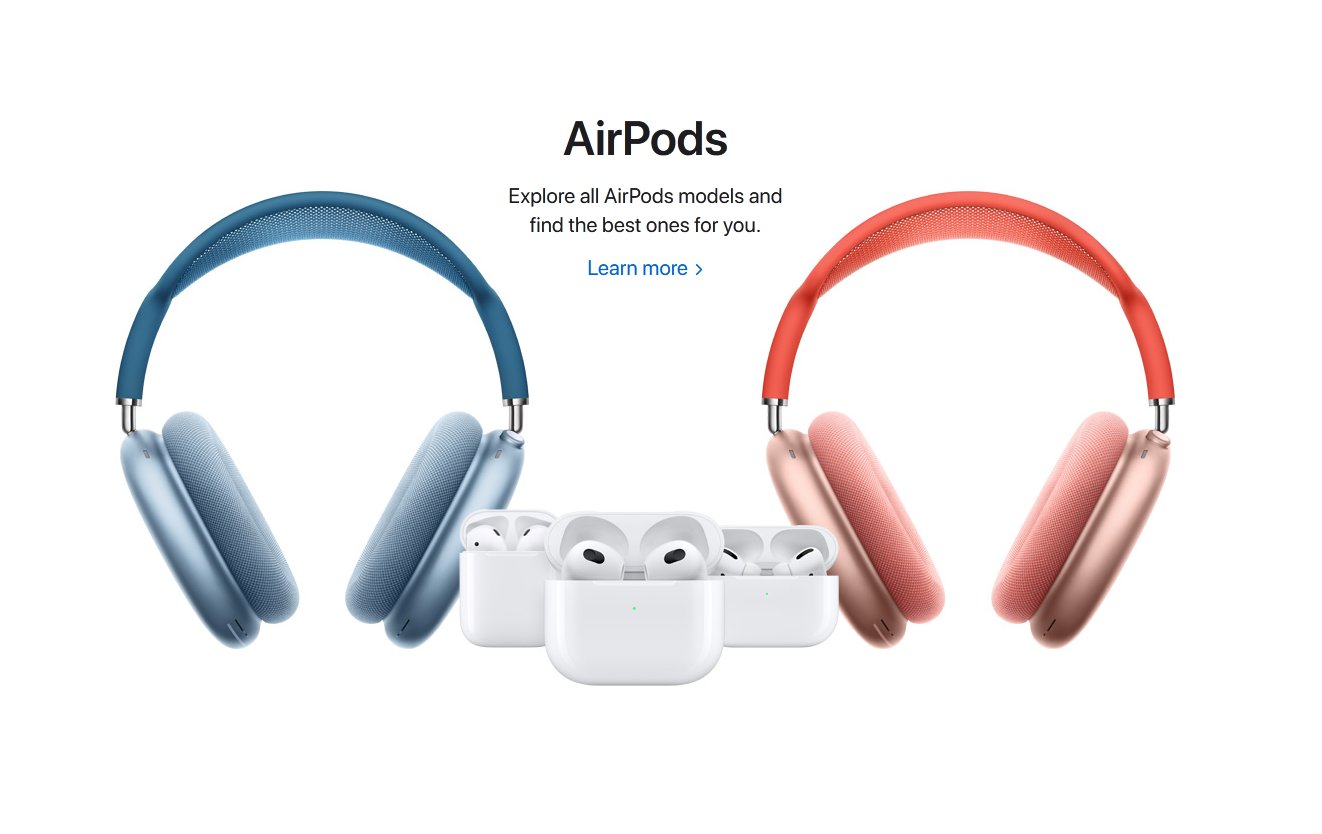 AirPods
Explore all AirPods models and
find the best ones for you.
Learn more >